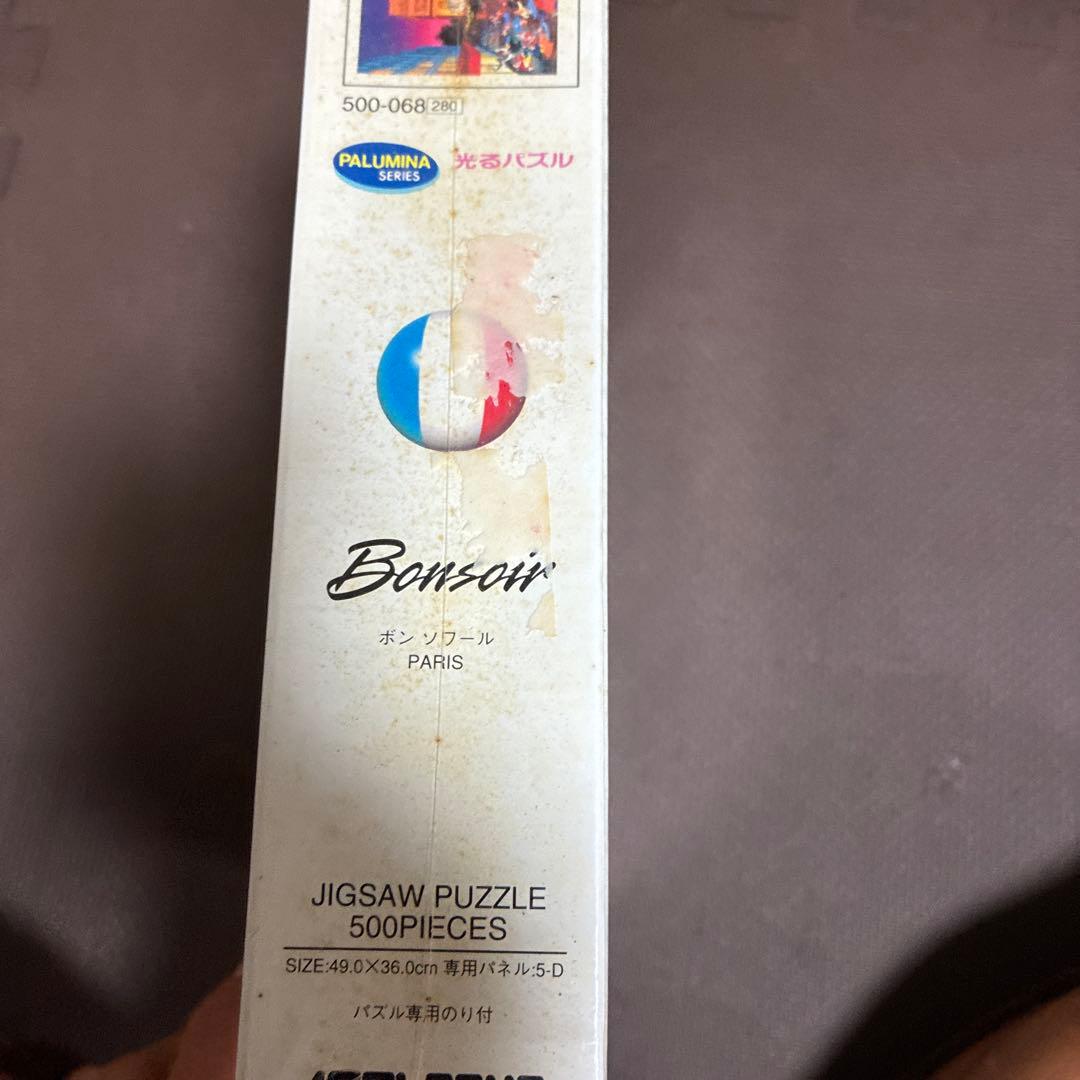 500-068 280
PALUMINA
SERIES
光るパズル
Bonsoir
ボン ソワール
PARIS
JIGSAW PUZZLE
500PIECES
SIZE:49.0×36.0cm 専用パネル:5-D
パズル専用のり付